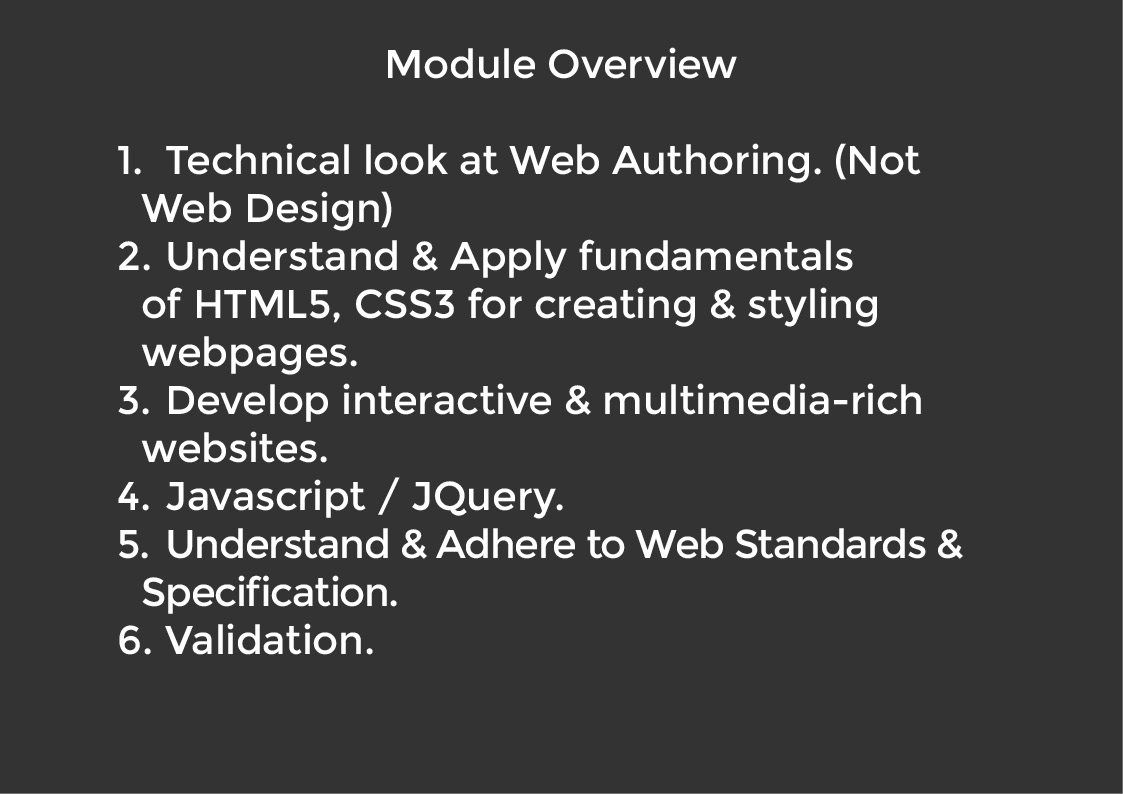 Module Overview
1. Technical look at Web Authoring. (Not
Web Design)
2. Understand & Apply fundamentals
of HTML5, CSS3 for creating & styling
webpages.
3. Develop interactive & multimedia-rich
websites.
4. Javascript / JQuery.
5. Understand & Adhere to Web Standards &
Specification.
6. Validation.